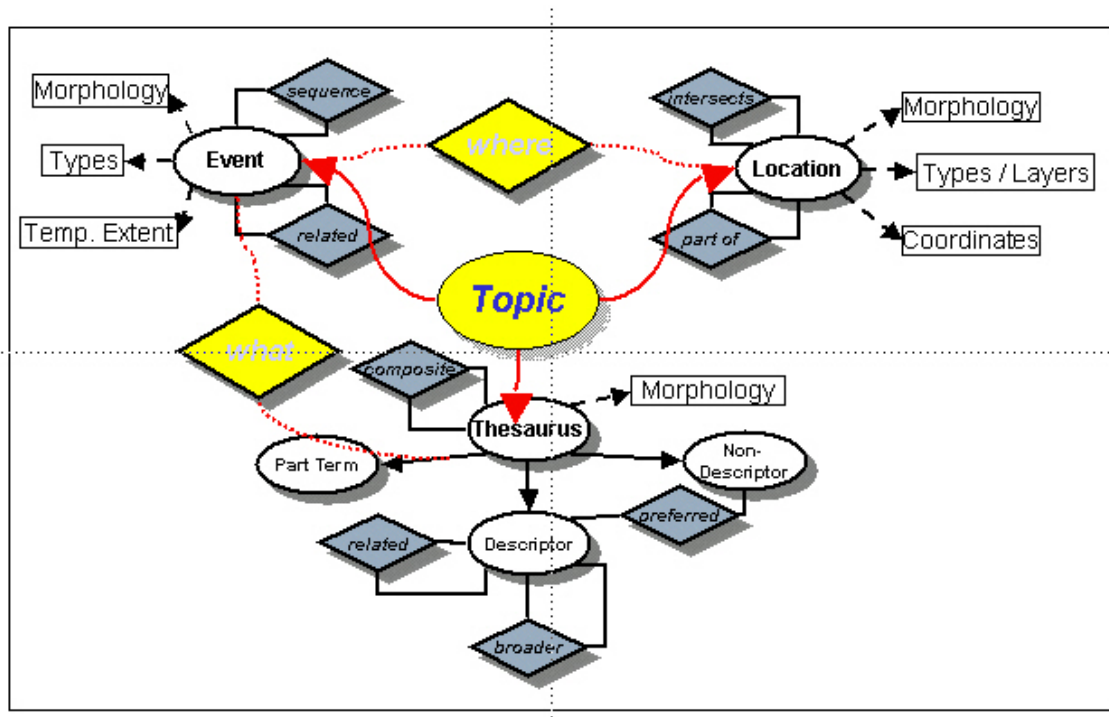 sequence
intersects
Morphology
Morphology
where
Types
Event
Location
Types / Layers
Temp. Extent
related
part of
Coordinates
Topic
what
composite
Morphology
Thesaurus
Part Term
Non-
Descriptor
preferred
related
Descriptor
broader